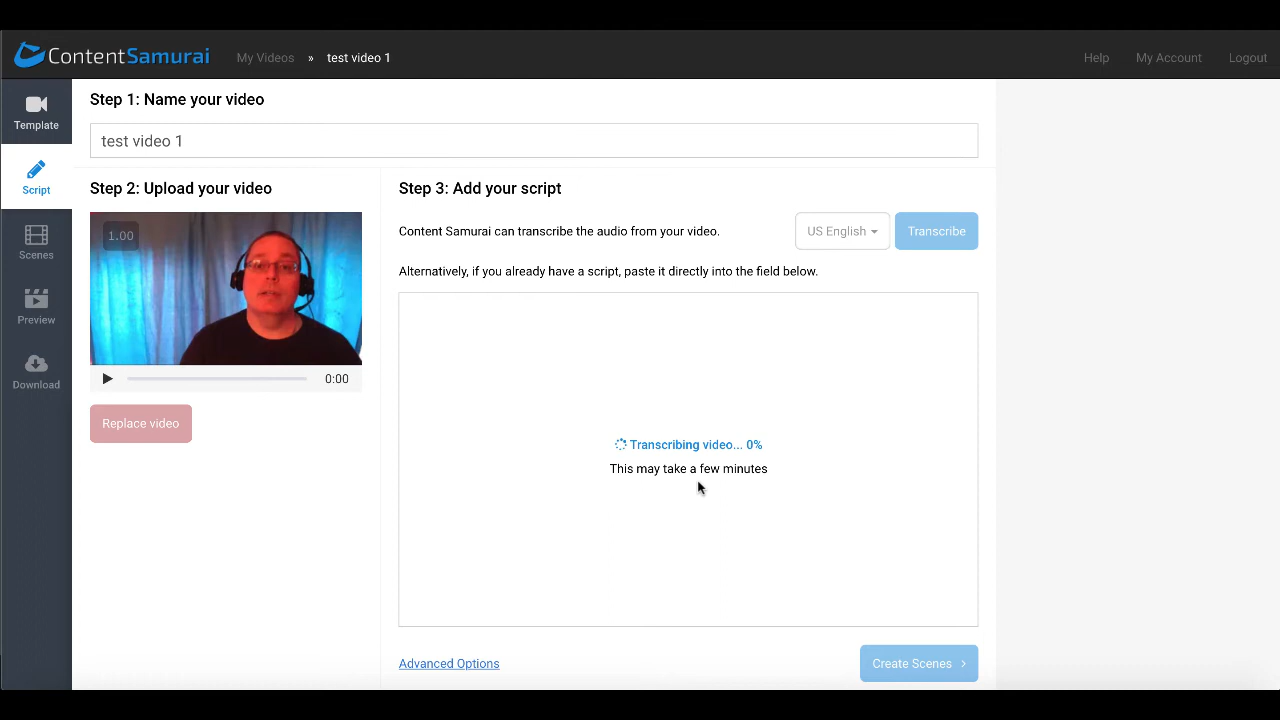 ContentSamurai My Videos » test video 1 Help My Account Logout
Template
Script
Scenes
Preview
Download
Step 1: Name your video
test video 1
Step 2: Upload your video
1.00
0:00
Replace video
Step 3: Add your script
Content Samurai can transcribe the audio from your video. US English Transcribe
Alternatively, if you already have a script, paste it directly into the field below.
Transcribing video... 0%
This may take a few minutes
Advanced Options Create Scenes